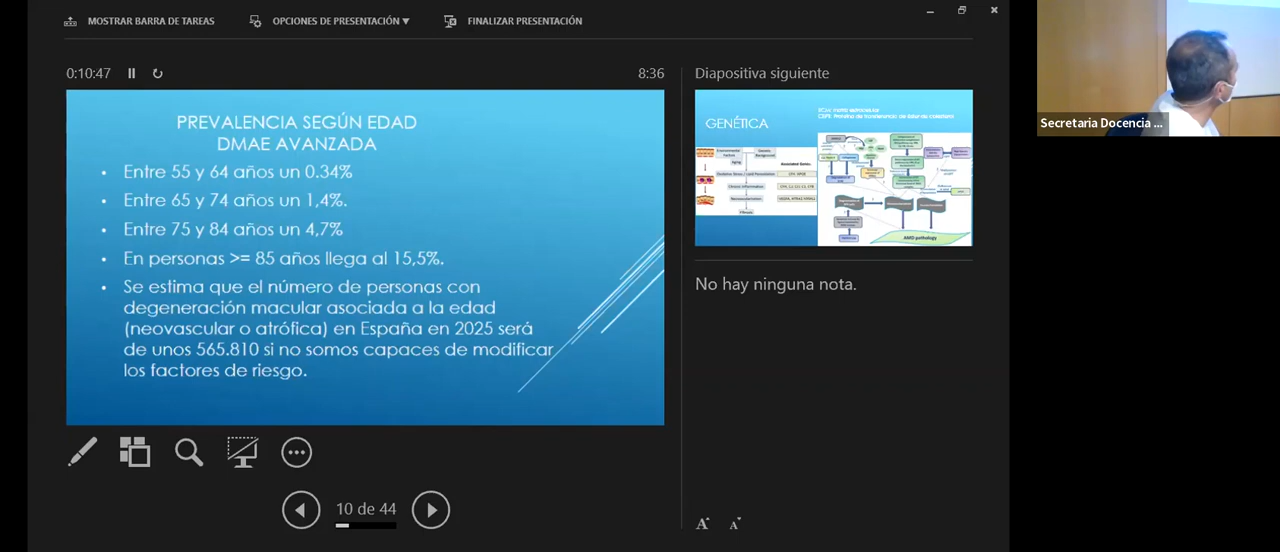 MOSTRAR BARRA DE TAREAS
OPCIONES DE PRESENTACIÓN
FINALIZAR PRESENTACIÓN
0:10:47
8:36
PREVALENCIA SEGÚN EDAD
DMAE AVANZADA
Entre 55 y 64 años un 0.34%
Entre 65 y 74 años un 1,4%.
Entre 75 y 84 años un 4,7%
En personas >= 85 años llega al 15,5%.
Se estima que el número de personas con
degeneración macular asociada a la edad
(neovascular o atrófica) en España en 2025 será
de unos 565.810 si no somos capaces de modificar
los factores de riesgo.
10 de 44
Diapositiva siguiente
GENÉTICA
Aging
AMD pathology
No hay ninguna nota.
Secretaria Docencia ...